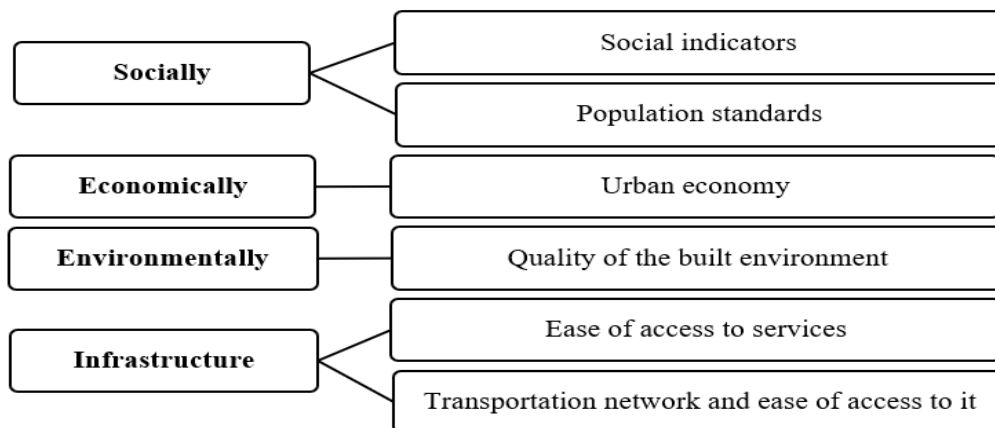 Socially
Social indicators
Population standards
Economically
Urban economy
Environmentally
Quality of the built environment
Infrastructure
Ease of access to services
Transportation network and ease of access to it